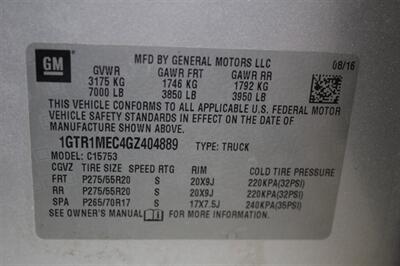 GM
MFD BY GENERAL MOTORS LLC 08/16
GVWR GAWR FRT GAWR RR
3175 KG 1746 KG 1792 KG
7000 LB 3850 LB 3950 LB
THIS VEHICLE CONFORMS TO ALL APPLICABLE U.S. FEDERAL MOTOR
VEHICLE SAFETY STANDARDS IN EFFECT ON THE DATE OF
MANUFACTURE SHOWN ABOVE.
1GTR1MEC4GZ404889 TYPE: TRUCK
MODEL: C15753
CGVZ TIRE SIZE SPEED RTG RIM COLD TIRE PRESSURE
FRT P275/55R20 S 20X9J 220KPA(32PSI)
RR P275/55R20 S 20X9J 220KPA(32PSI)
SPA P265/70R17 S 17X7.5J 240KPA(35PSI)
SEE OWNER'S MANUAL FOR MORE INFORMATION.